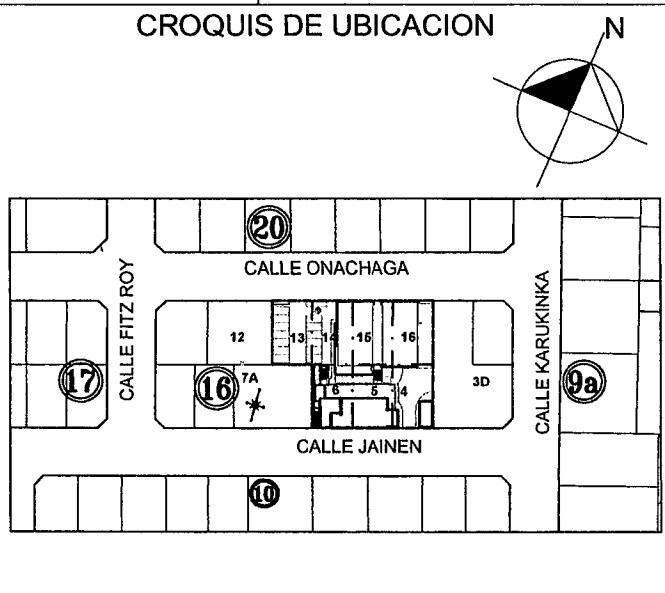 CROQUIS DE UBICACION
N
20
CALLE ONACHAGA
CALLE FITZ ROY
CALLE KARUKINKA
12
13
14
15
16
17
16
7A
6
5
4
3D
9a
CALLE JAINEN
10